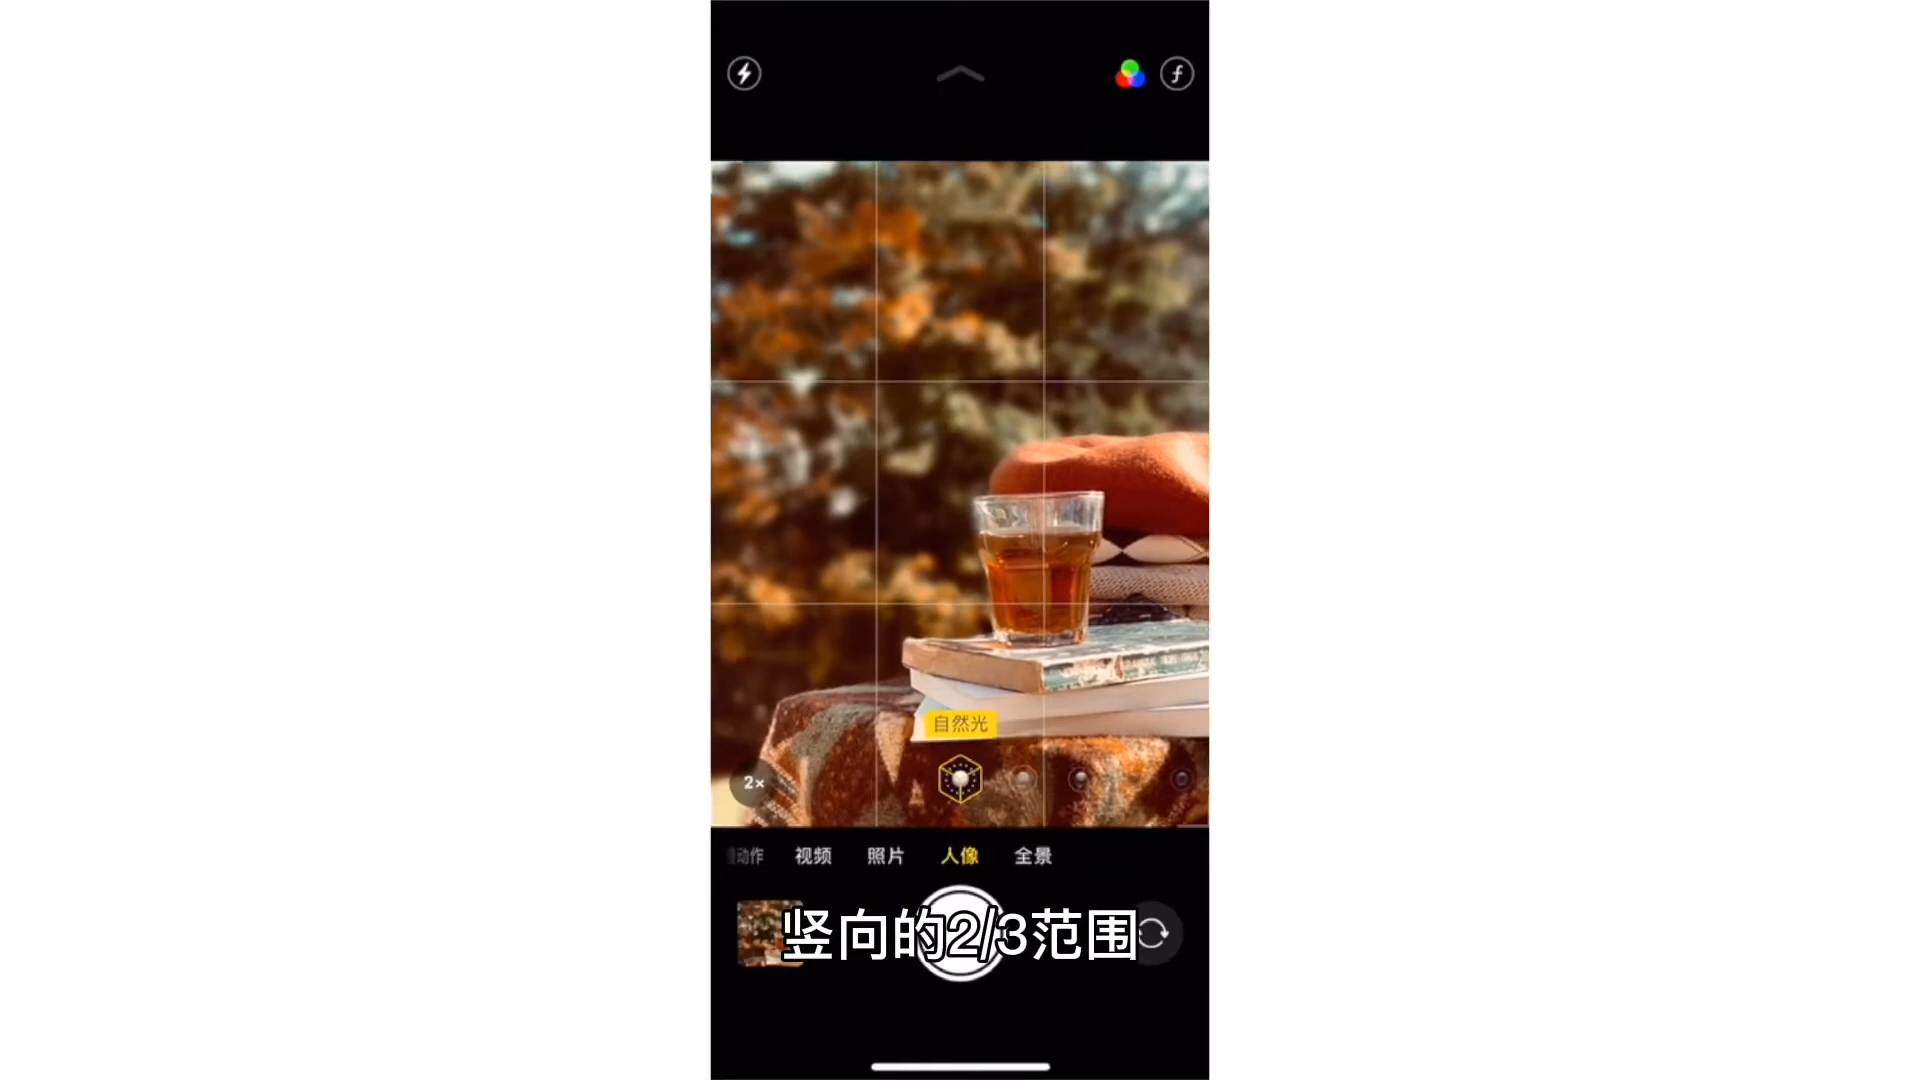 自然光
2×
动作 视频 照片 人像 全景
竖向的2/3范围